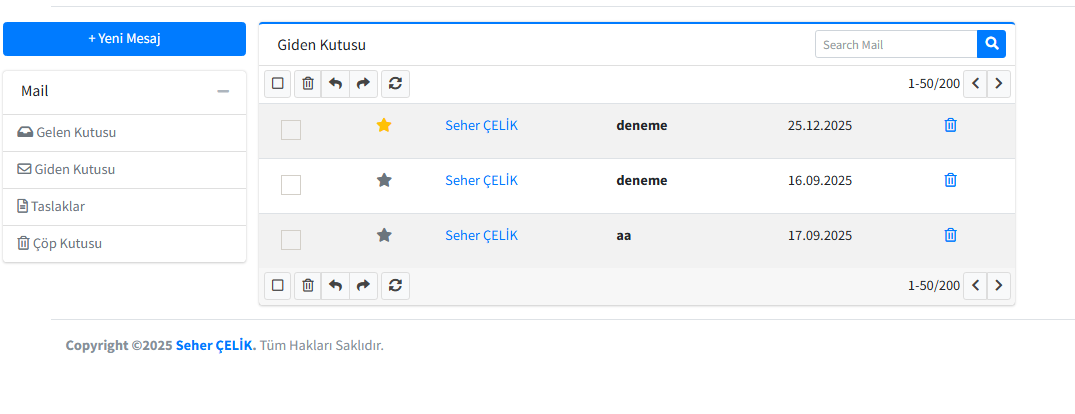 + Yeni Mesaj
Giden Kutusu
Search Mail
Mail
1-50/200
Gelen Kutusu
Seher ÇELİK deneme 25.12.2025
Giden Kutusu
Seher ÇELİK deneme 16.09.2025
Taslaklar
Çöp Kutusu
Seher ÇELİK aa 17.09.2025
1-50/200
Copyright ©2025 Seher ÇELİK. Tüm Hakları Saklıdır.